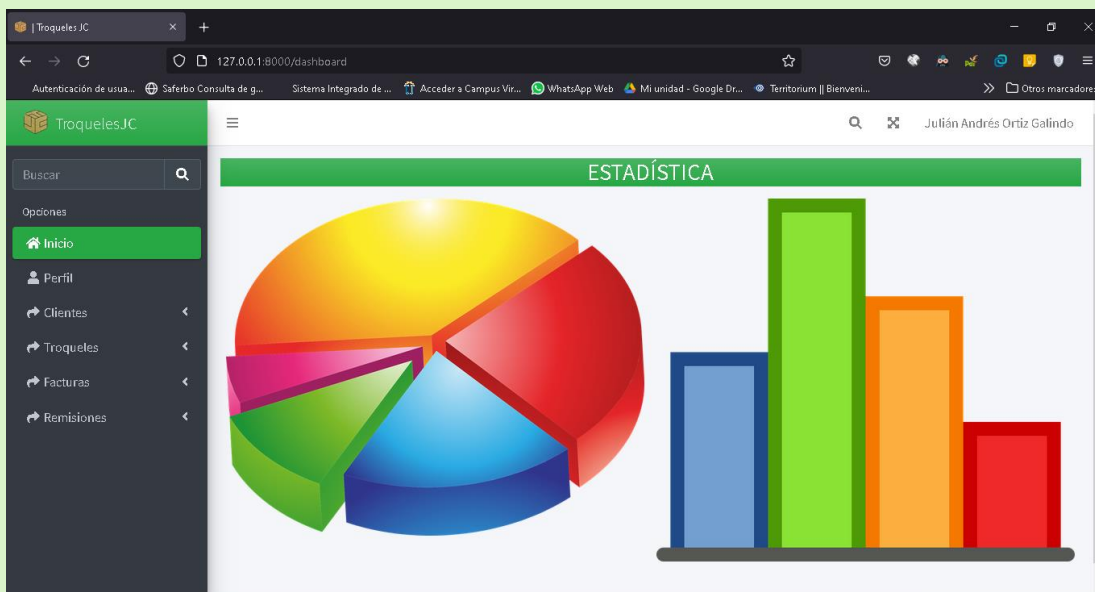 | Troqueles JC
127.0.0.1:8000/dashboard
Autenticación de usua... Saferbo Consulta de g... Sistema Integrado de ... Acceder a Campus Vir... WhatsApp Web Mi unidad - Google Dr... Territorium || Bienveni... Otros marcadores
TroquelesJC
Julián Andrés Ortiz Galindo
ESTADÍSTICA
Buscar
Opciones
Inicio
Perfil
Clientes
Troqueles
Facturas
Remisiones